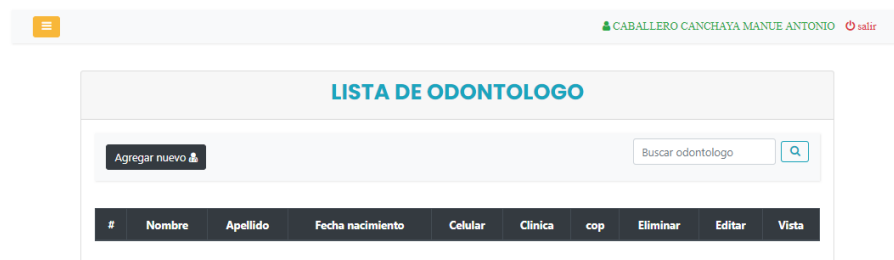 CABALLERO CANCHAYA MANUE ANTONIO salir
LISTA DE ODONTOLOGO
Agregar nuevo Buscar odontologo
# Nombre Apellido Fecha nacimiento Celular Clínica cop Eliminar Editar Vista